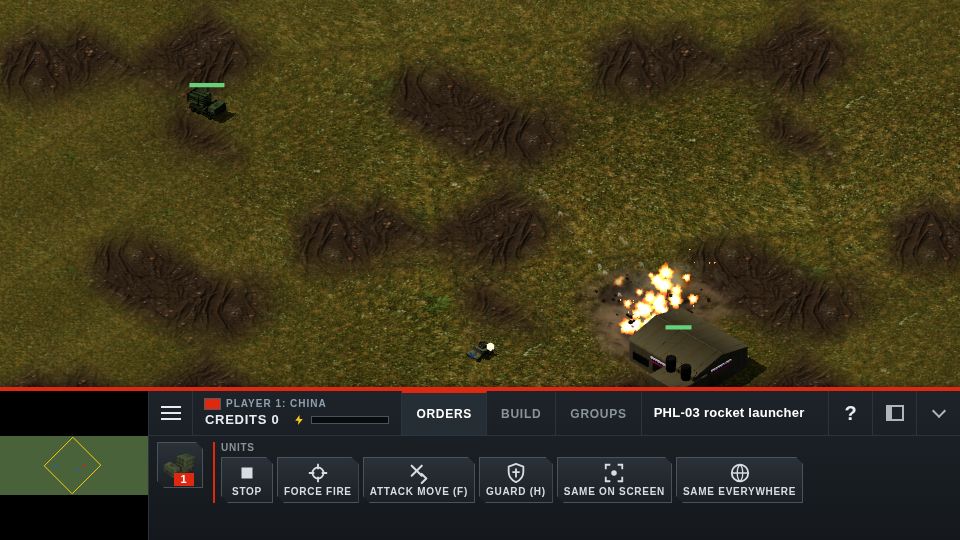 PLAYER 1: CHINA
CREDITS 0
ORDERS
BUILD
GROUPS
PHL-03 rocket launcher
?
UNITS
1
STOP
FORCE FIRE
ATTACK MOVE (F)
GUARD (H)
SAME ON SCREEN
SAME EVERYWHERE